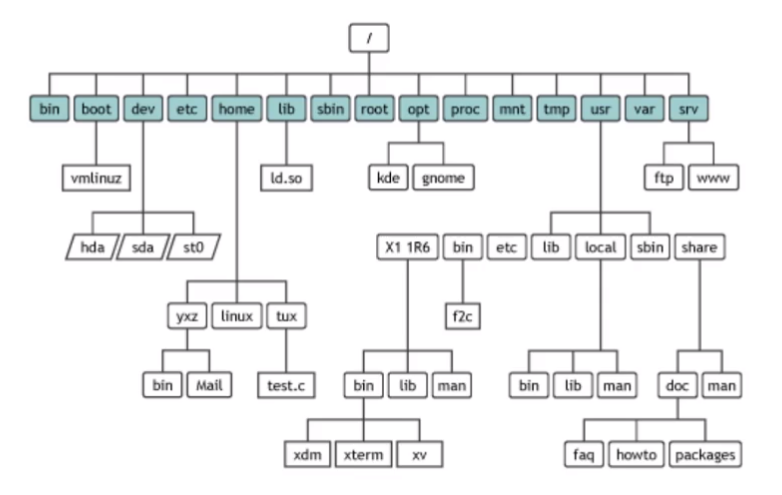 /
bin boot dev etc home lib sbin root opt proc mnt tmp usr var srv
vmlinuz ld.so kde gnome ftp www
hda sda st0 X1 1R6 bin etc lib local sbin share
yxz linux tux f2c
bin Mail test.c bin lib man bin lib man doc man
xdm xterm xv faq howto packages